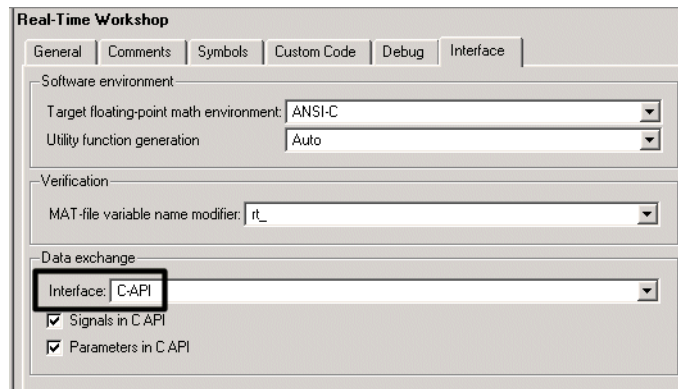 Real-Time Workshop
General Comments Symbols Custom Code Debug Interface
Software environment
Target floating-point math environment: ANSI-C
Utility function generation Auto
Verification
MAT-file variable name modifier: rt_
Data exchange
Interface: C-API
Signals in C API
Parameters in C API